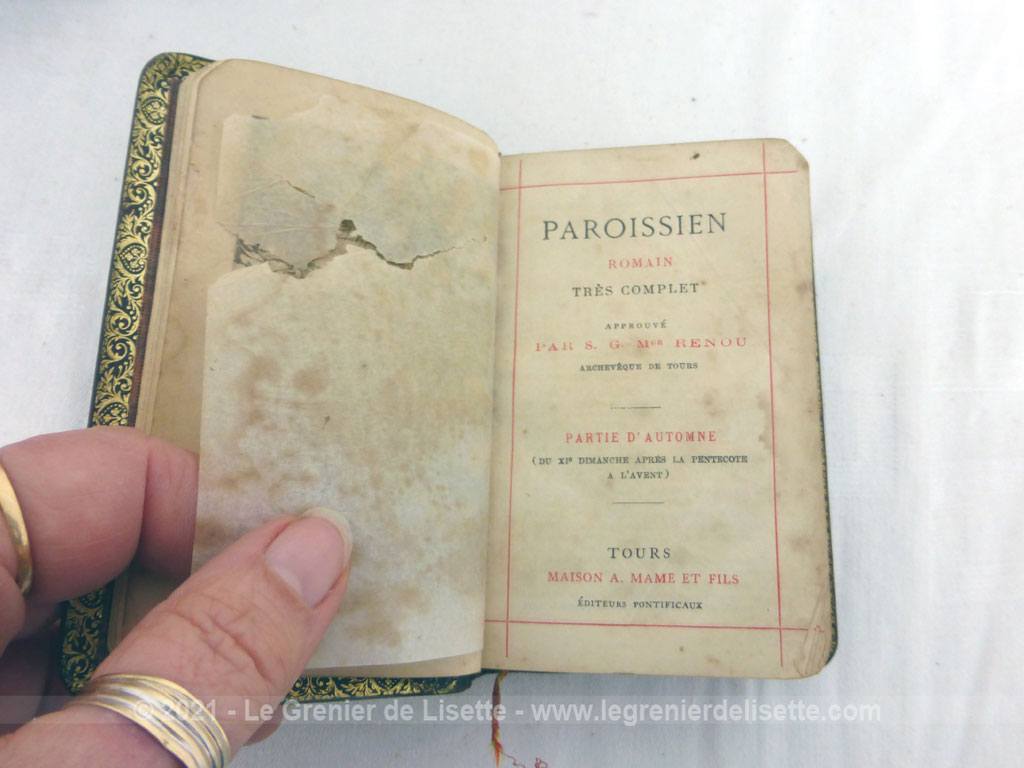 PAROISSIEN
ROMAIN
TRÈS COMPLET
APPROUVÉ
PAR S. G. Mgr RENOU
ARCHEVÊQUE DE TOURS
PARTIE D'AUTOMNE
(DU XIe DIMANCHE APRÈS LA PENTECOTE
A L'AVENT)
TOURS
MAISON A. MAME ET FILS
ÉDITEURS PONTIFICAUX
©2021 - Le Grenier de Lisette - www.legrenierdelisette.com